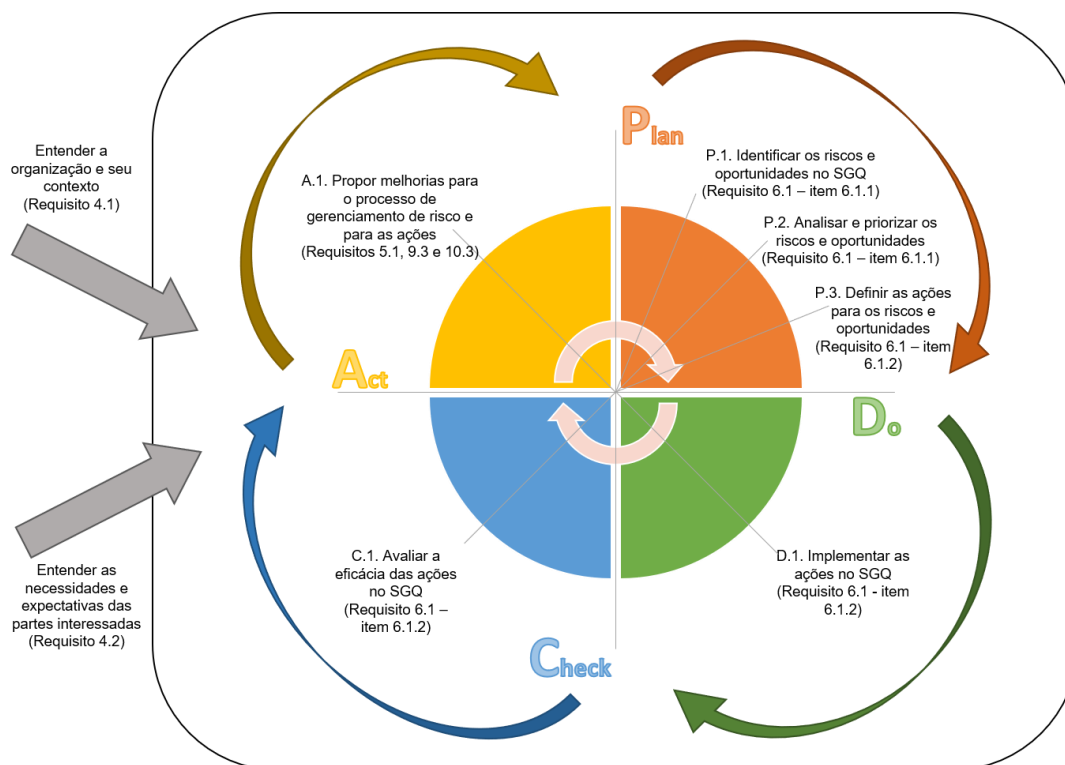 Entender a
organização e seu
contexto
(Requisito 4.1)
Entender as
necessidades e
expectativas das
partes interessadas
(Requisito 4.2)
Plan
P.1. Identificar os riscos e
oportunidades no SGQ
(Requisito 6.1 – item 6.1.1)
P.2. Analisar e priorizar os
riscos e oportunidades
(Requisito 6.1 – item 6.1.1)
P.3. Definir as ações
para os riscos e
oportunidades
(Requisito 6.1 – item
6.1.2)
Do
D.1. Implementar as
ações no SGQ
(Requisito 6.1 - item
6.1.2)
Check
C.1. Avaliar a
eficácia das ações
no SGQ
(Requisito 6.1 –
item 6.1.2)
Act
A.1. Propor melhorias para
o processo de
gerenciamento de risco e
para as ações
(Requisitos 5.1, 9.3 e 10.3)